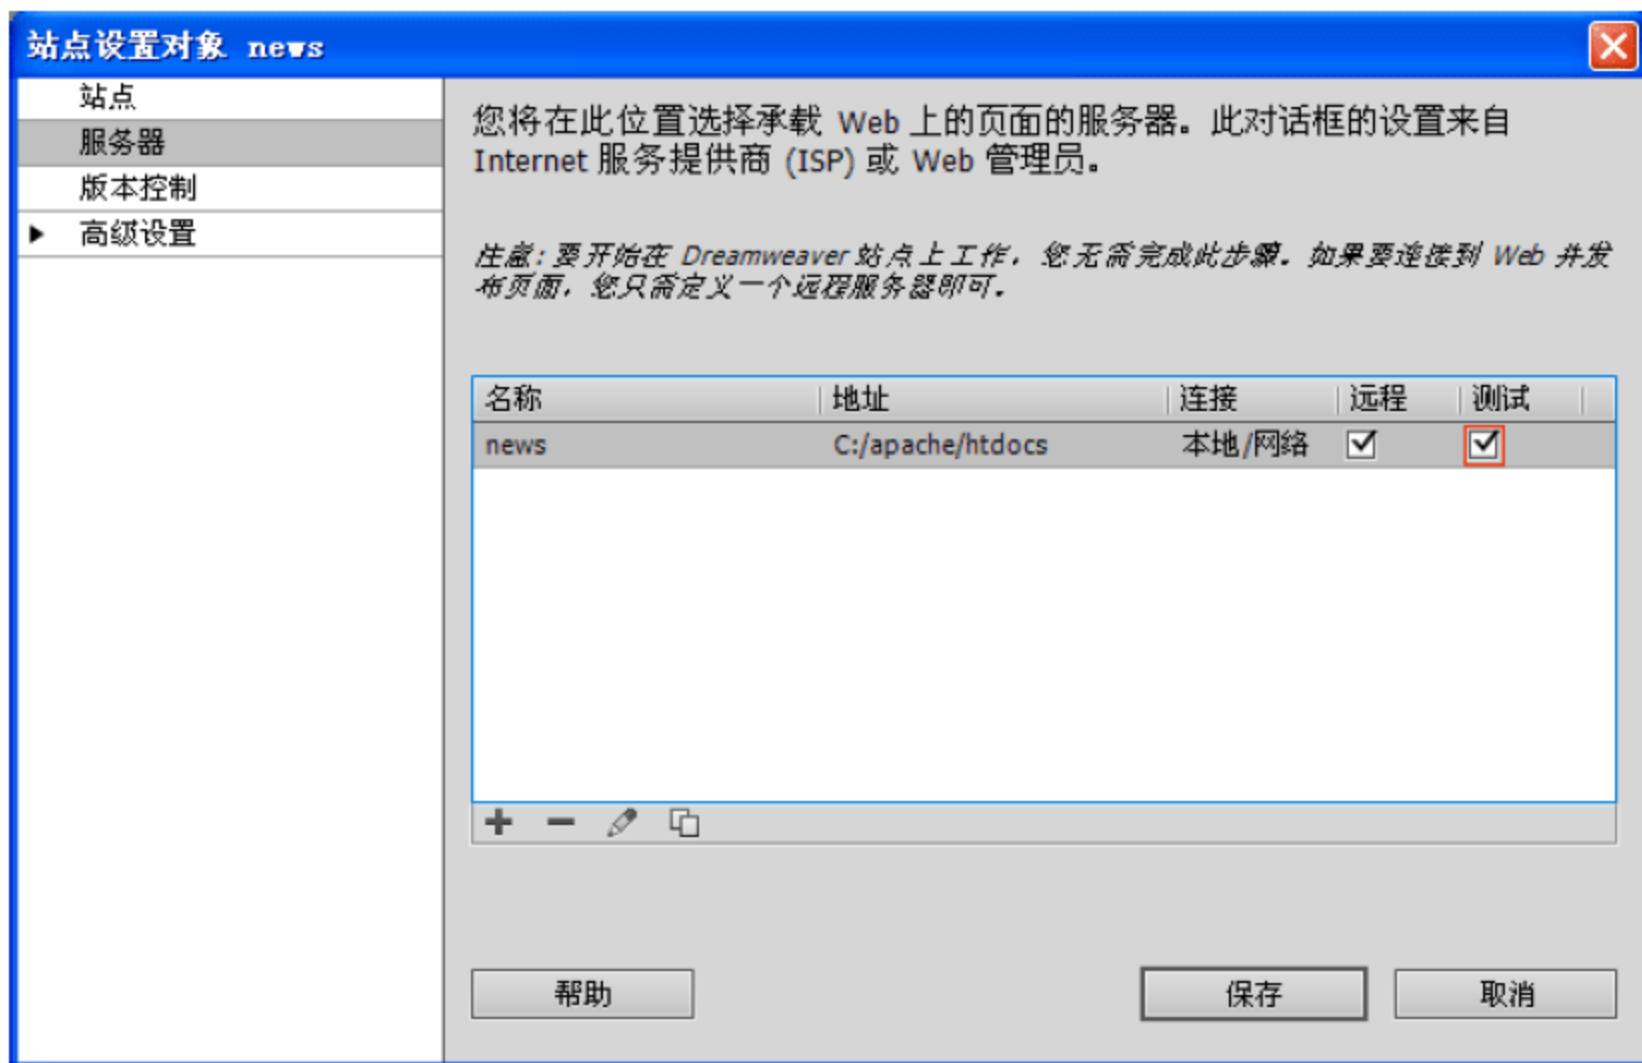 站点设置对象 news
站点
服务器
版本控制
高级设置
您将在此位置选择承载 Web 上的页面的服务器。此对话框的设置来自
Internet 服务提供商 (ISP) 或 Web 管理员。
注意:要开始在 Dreamweaver 站点上工作，您无需完成此步骤。如果要连接到 Web 并发
布页面，您只需定义一个远程服务器即可。
名称 地址 连接 远程 测试
news C:/apache/htdocs 本地/网络
帮助 保存 取消